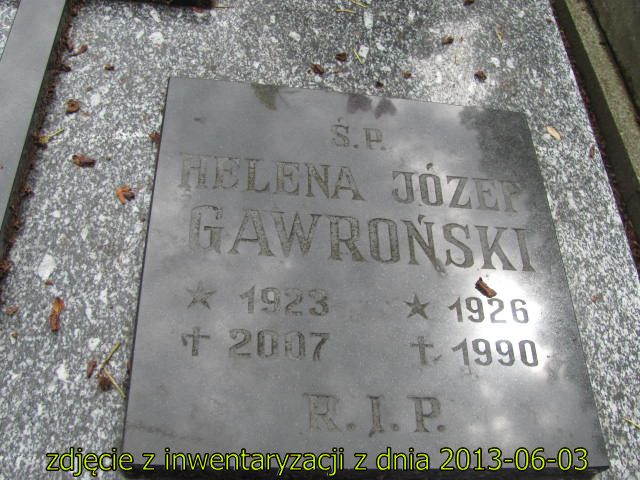 Ś.P.
HELENA JÓZEF
GAWROŃSKI
★ 1923 ★ 1926
✝ 2007 ✝ 1990
R.I.P.
zdjęcie z inwentaryzacji z dnia 2013-06-03